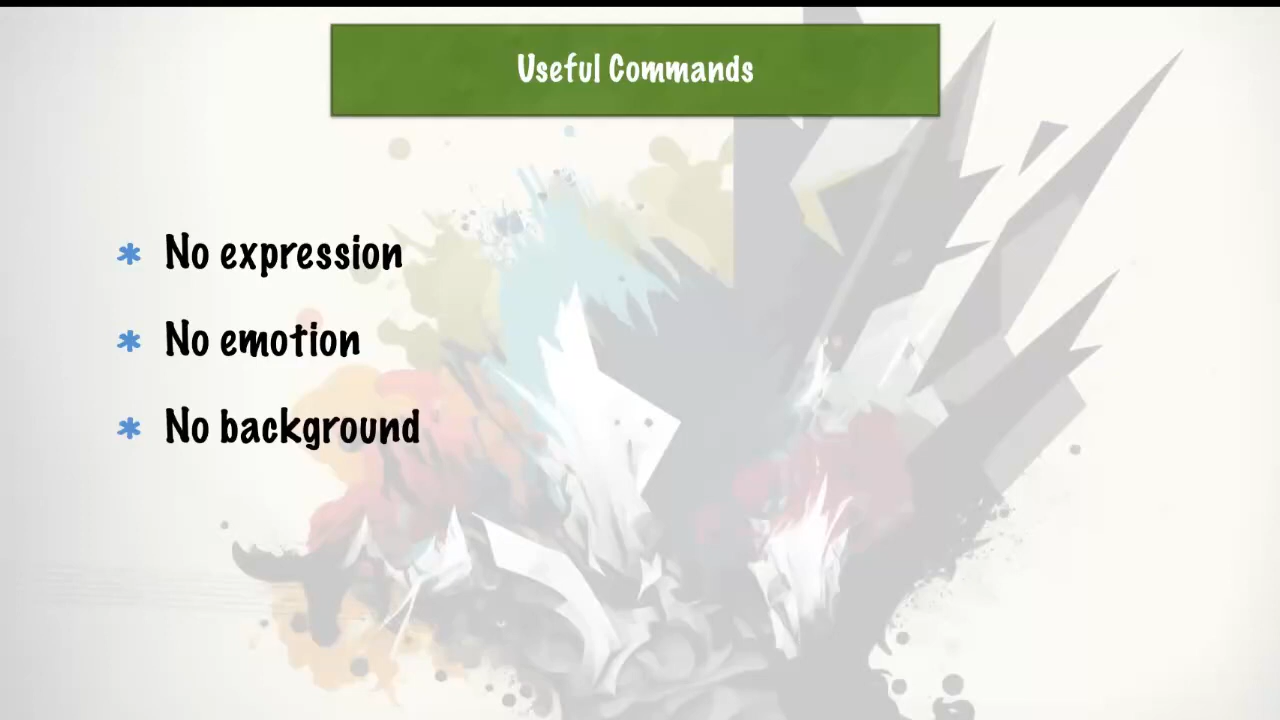 Useful Commands
No expression
No emotion
No background